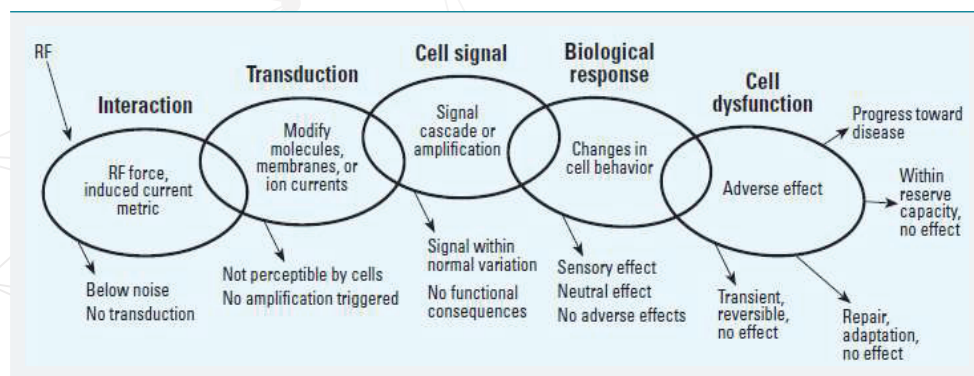 RF
Interaction
RF force,
induced current
metric
Below noise
No transduction
Transduction
Modify
molecules,
membranes, or
ion currents
Not perceptible by cells
No amplification triggered
Cell signal
Signal
cascade or
amplification
Signal within
normal variation
No functional
consequences
Biological
response
Changes in
cell behavior
Sensory effect
Neutral effect
No adverse effects
Cell
dysfunction
Adverse effect
Progress toward
disease
Within
reserve
capacity,
no effect
Transient,
reversible,
no effect
Repair,
adaptation,
no effect